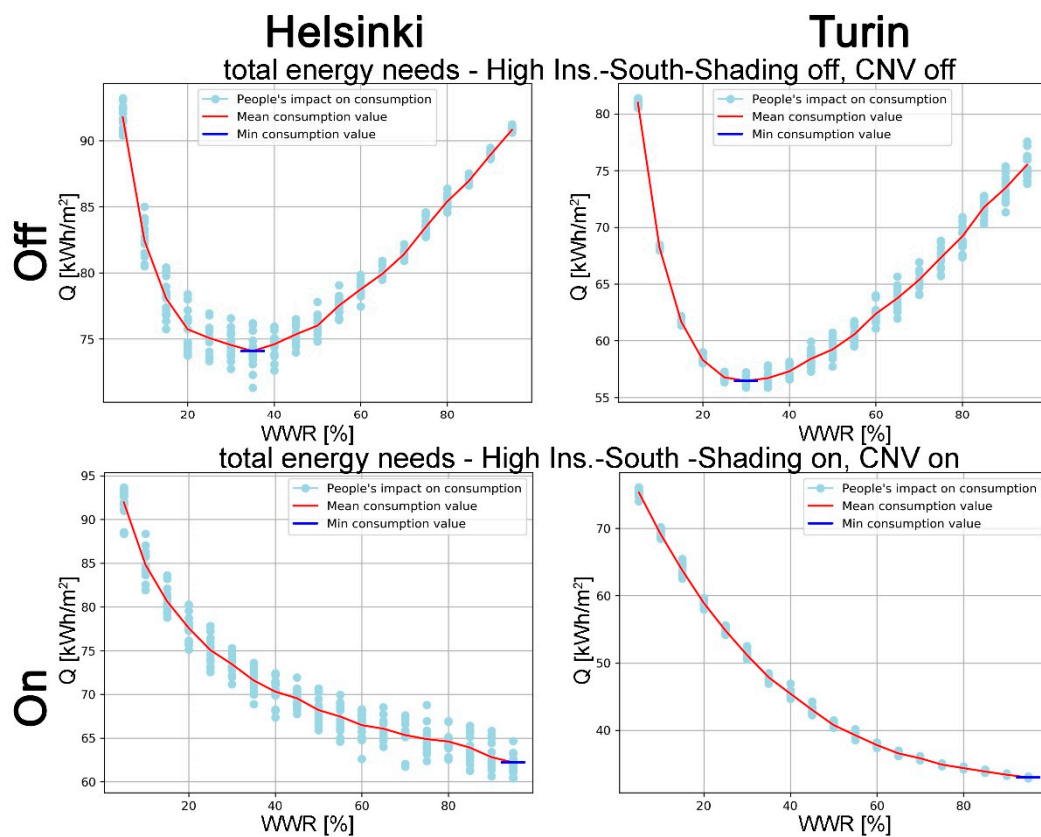 Helsinki Turin
total energy needs - High Ins.-South-Shading off, CNV off
Off
People's impact on consumption
Mean consumption value
Min consumption value
Q [kWh/m²]
90
85
80
75
20 40 60 80
WWR [%]
People's impact on consumption
Mean consumption value
Min consumption value
Q [kWh/m²]
80
75
70
65
60
55
20 40 60 80
WWR [%]
total energy needs - High Ins.-South -Shading on, CNV on
On
People's impact on consumption
Mean consumption value
Min consumption value
Q [kWh/m²]
95
90
85
80
75
70
65
60
20 40 60 80
WWR [%]
People's impact on consumption
Mean consumption value
Min consumption value
Q [kWh/m²]
70
60
50
40
20 40 60 80
WWR [%]